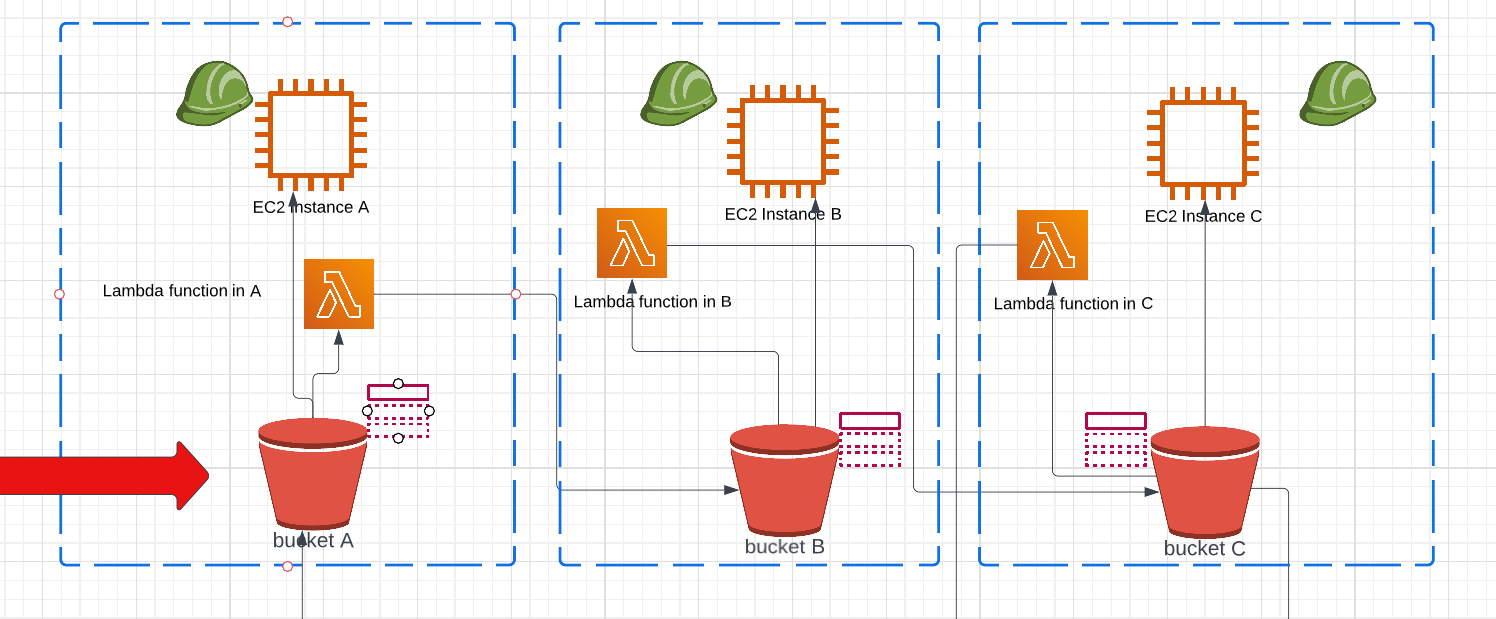 EC2 Instance A
EC2 Instance B
EC2 Instance C
Lambda function in A
Lambda function in B
Lambda function in C
bucket A
bucket B
bucket C